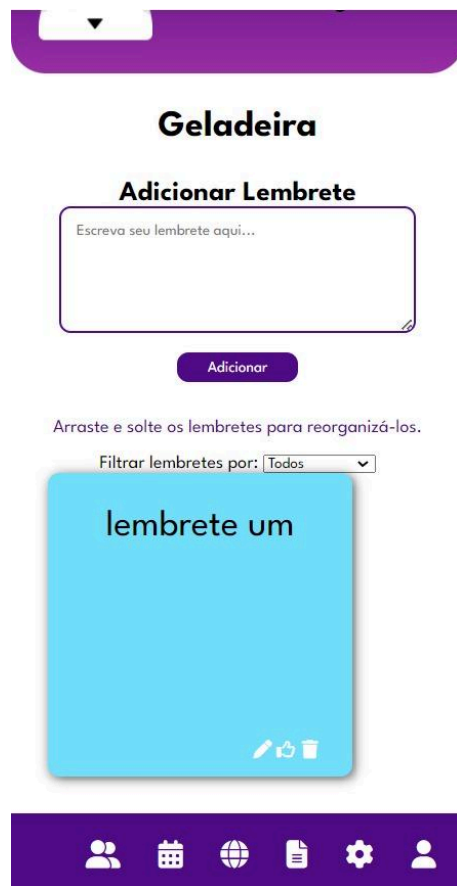 Geladeira
Adicionar Lembrete
Escreva seu lembrete aqui...
Adicionar
Arraste e solte os lembretes para reorganizá-los.
Filtrar lembretes por: Todos
lembrete um